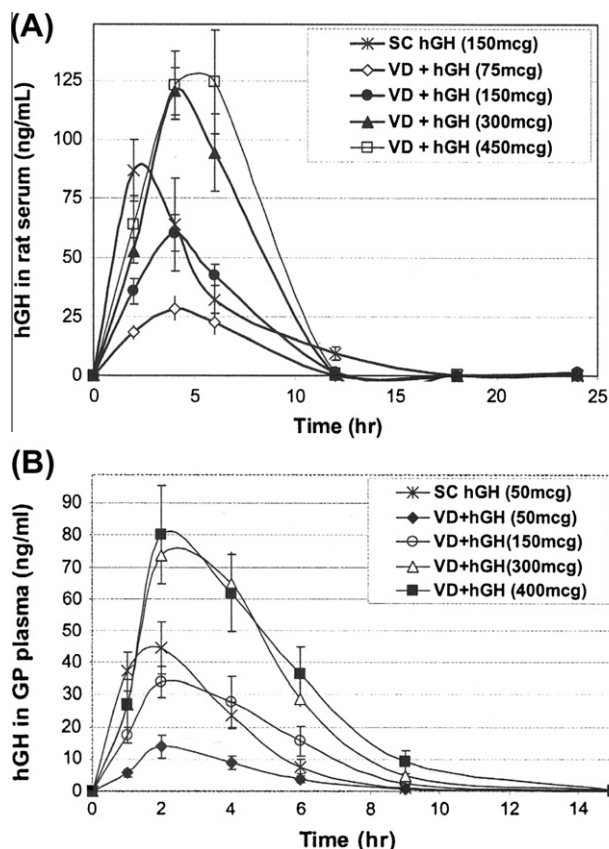 (A)
SC hGH (150mcg)
VD + hGH (75mcg)
VD + hGH (150mcg)
VD + hGH (300mcg)
VD + hGH (450mcg)
hGH in rat serum (ng/mL)
125
100
75
50
25
0
0 5 10 15 20 25
Time (hr)
(B)
SC hGH (50mcg)
VD+hGH (50mcg)
VD+hGH(150mcg)
VD+hGH(300mcg)
VD+hGH (400mcg)
hGH in GP plasma (ng/ml)
90
80
70
60
50
40
30
20
10
0
0 2 4 6 8 10 12 14
Time (hr)